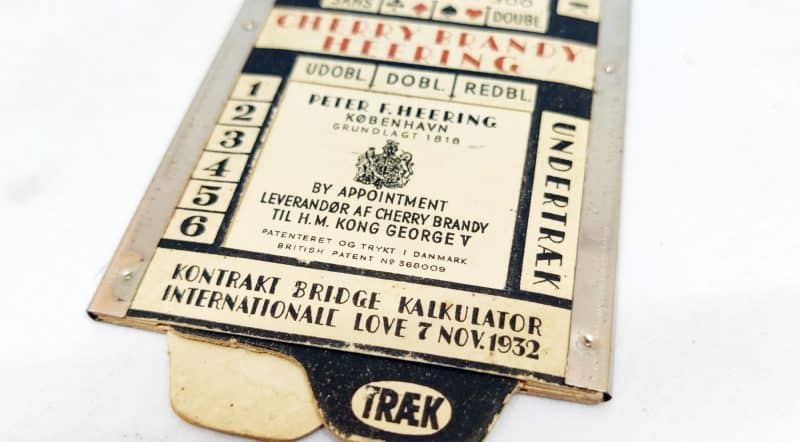 SANS
DOUBL
CHERRY BRANDY
HEERING
UDOBL. DOBL. REDBL.
1
2
3
4
5
6
PETER F. HEERING
KØBENHAVN
GRUNDLAGT 1818
BY APPOINTMENT
LEVERANDØR AF CHERRY BRANDY
TIL H.M. KONG GEORGE V
PATENTERET OG TRYKT I DANMARK
BRITISH PATENT Nº 368009
UNDERTRÆK
KONTRAKT BRIDGE KALKULATOR
INTERNATIONALE LOVE 7 NOV. 1932
TRÆK